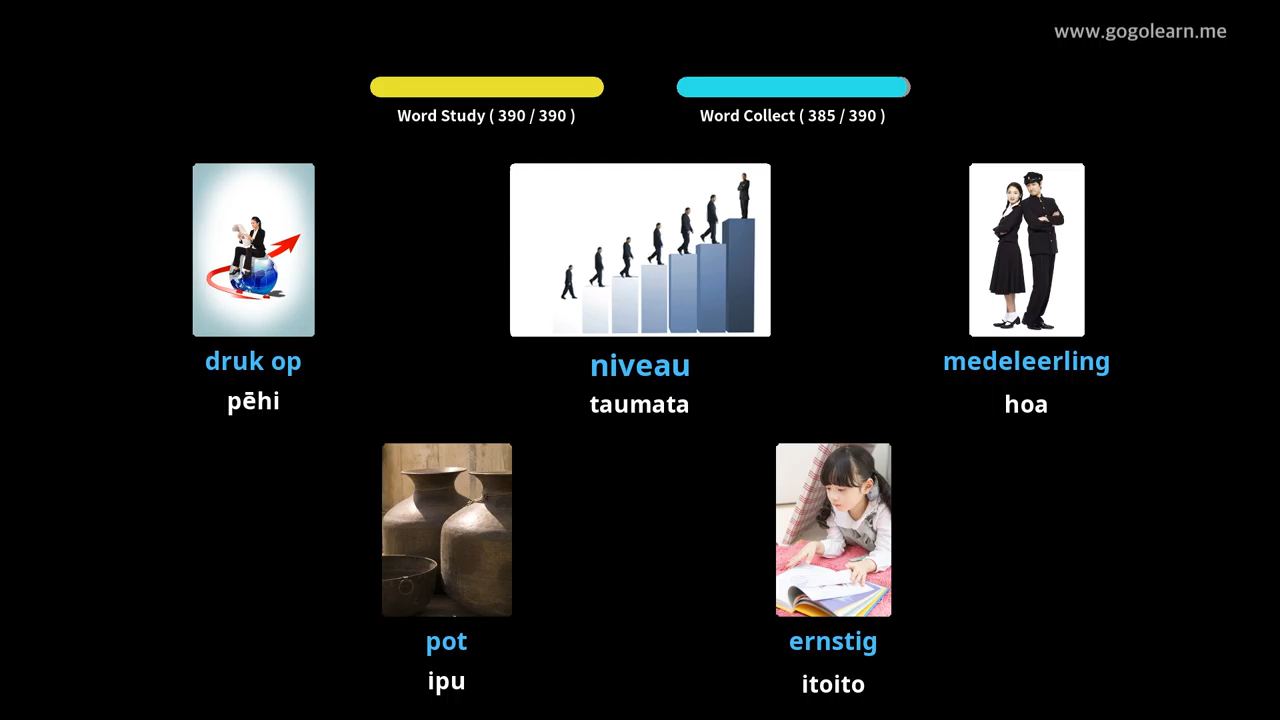 www.gogolearn.me
Word Study ( 390 / 390 )
Word Collect ( 385 / 390 )
druk op
pēhi
niveau
taumata
medeleerling
hoa
pot
ipu
ernstig
itoito